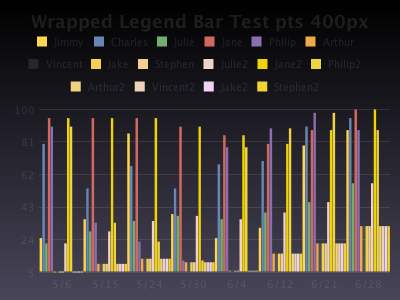 Wrapped Legend Bar Test pts 400px
Jimmy Charles Julie Jane Philip Arthur
Vincent Jake Stephen Julie2 Jane2 Philip2
Arthur2 Vincent2 Jake2 Stephen2
100
81
62
43
24
5
5/6 5/15 5/24 5/30 6/4 6/12 6/21 6/28